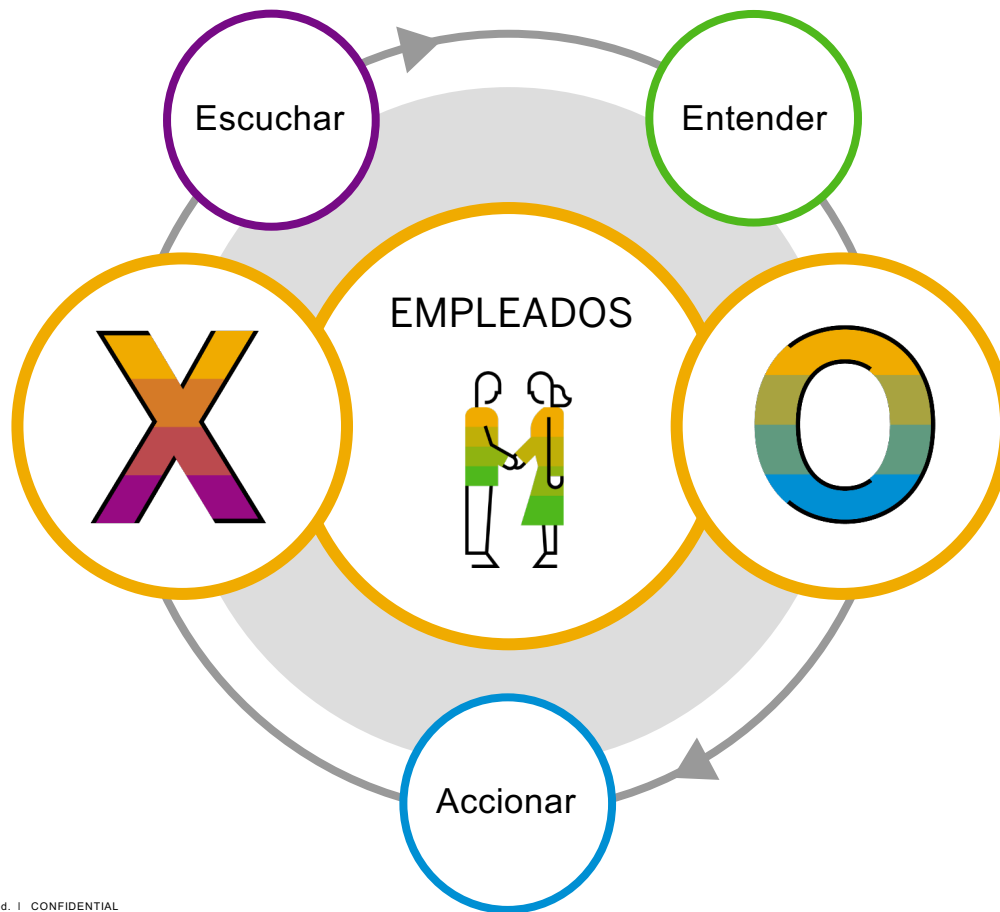 Escuchar
Entender
EMPLEADOS
X
O
Accionar
d. | CONFIDENTIAL